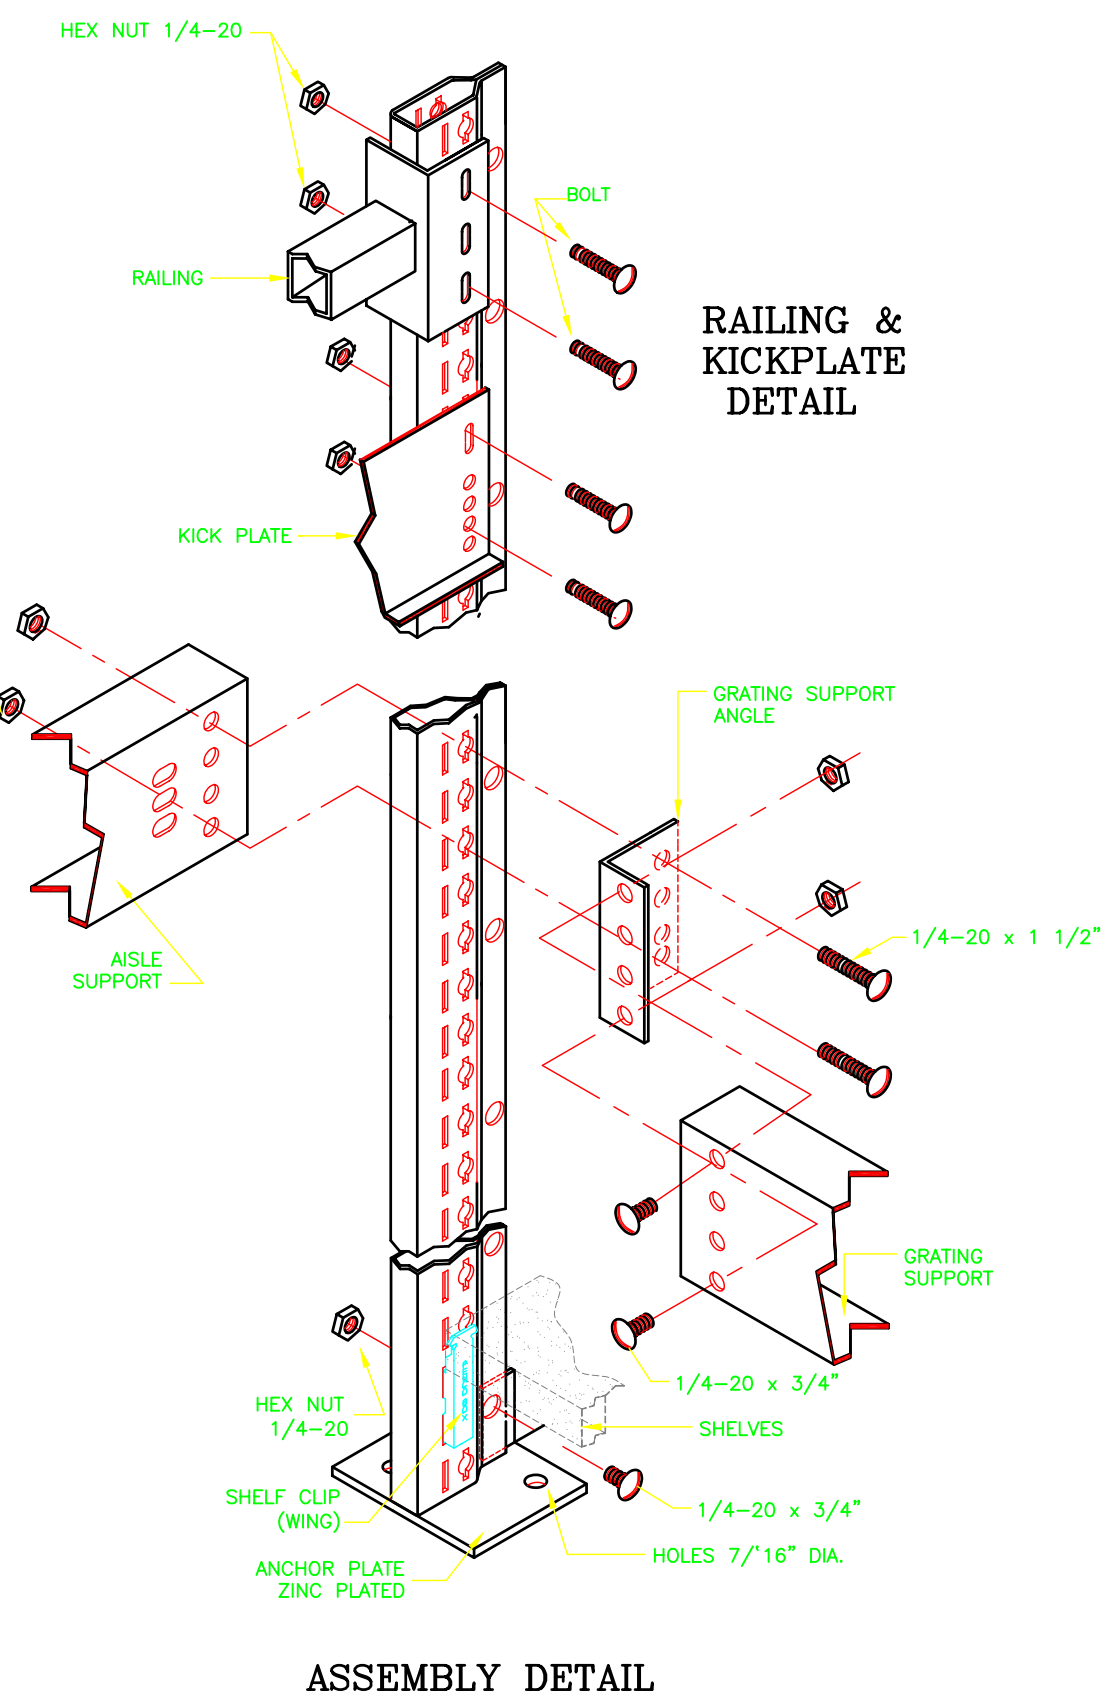 HEX NUT 1/4-20
BOLT
RAILING
RAILING &
KICKPLATE
DETAIL
KICK PLATE
GRATING SUPPORT
ANGLE
1/4-20 x 1 1/2”
AISLE
SUPPORT
GRATING
SUPPORT
1/4-20 x 3/4”
HEX NUT
1/4-20
SHELVES
SHELF CLIP
(WING)
1/4-20 x 3/4”
HOLES 7/'16” DIA.
ANCHOR PLATE
ZINC PLATED
ASSEMBLY DETAIL